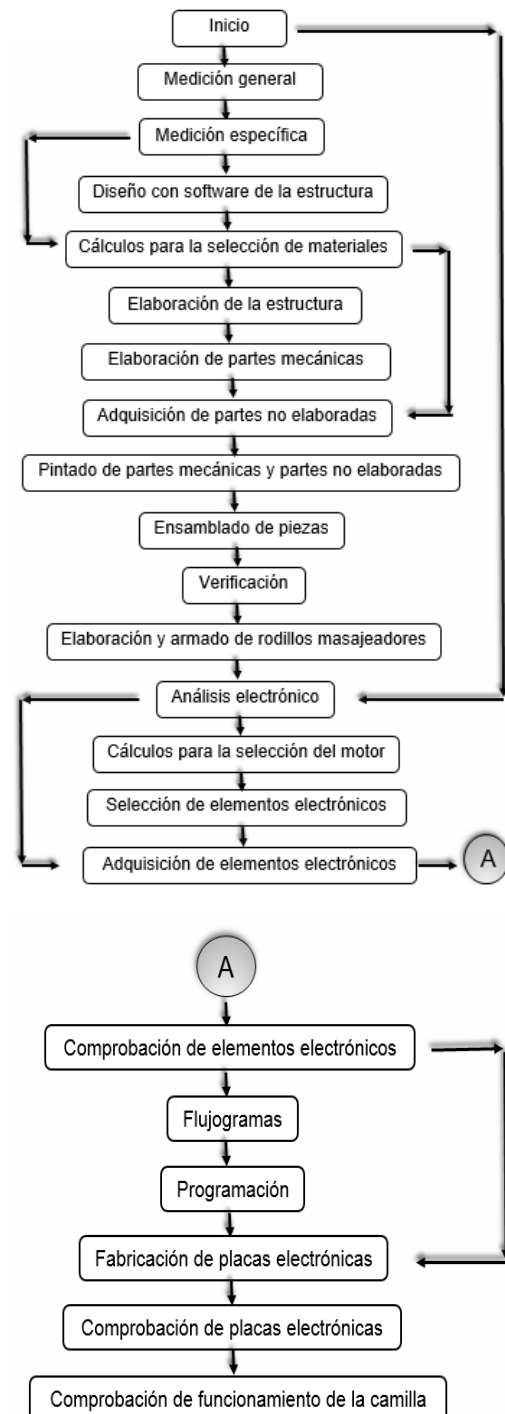 Inicio
Medición general
Medición específica
Diseño con software de la estructura
Cálculos para la selección de materiales
Elaboración de la estructura
Elaboración de partes mecánicas
Adquisición de partes no elaboradas
Pintado de partes mecánicas y partes no elaboradas
Ensamblado de piezas
Verificación
Elaboración y armado de rodillos masajeadores
Análisis electrónico
Cálculos para la selección del motor
Selección de elementos electrónicos
Adquisición de elementos electrónicos
A
A
Comprobación de elementos electrónicos
Flujogramas
Programación
Fabricación de placas electrónicas
Comprobación de placas electrónicas
Comprobación de funcionamiento de la camilla